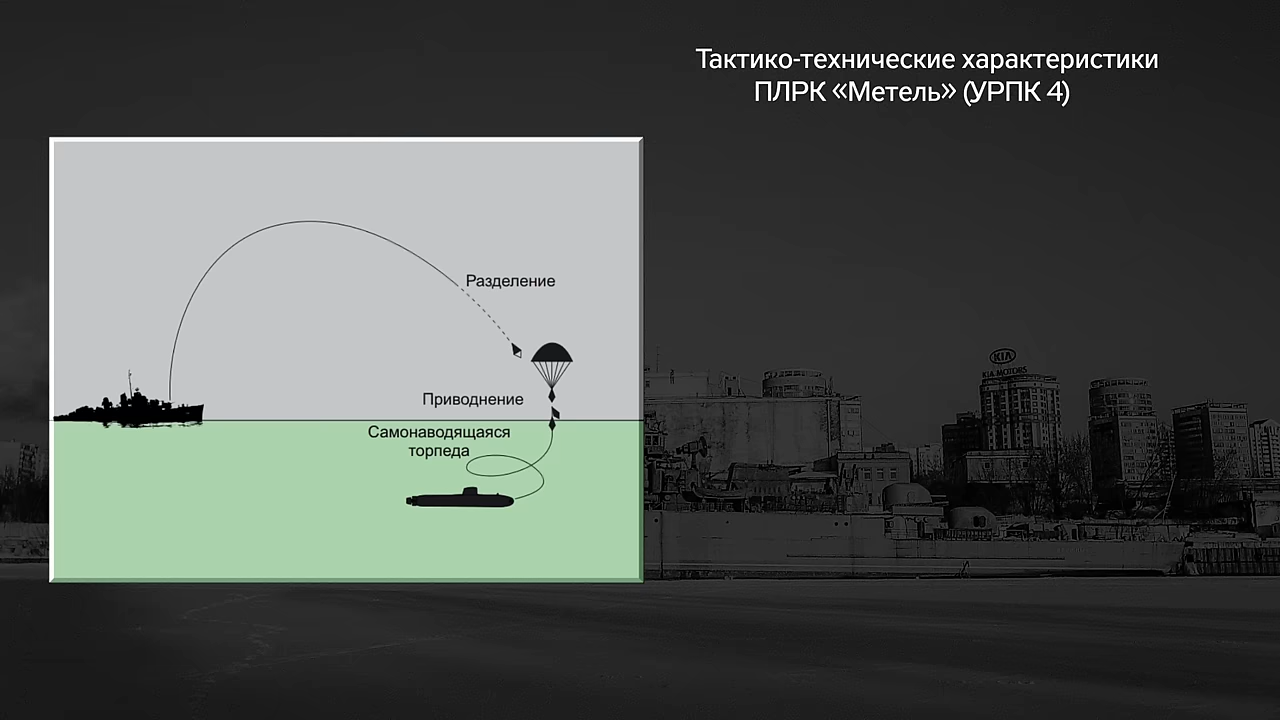 Тактико-технические характеристики
ПЛРК «Метель» (УРПК 4)
Разделение
Приводнение
Самонаводящаяся
торпеда
KIA
KIA MOTORS